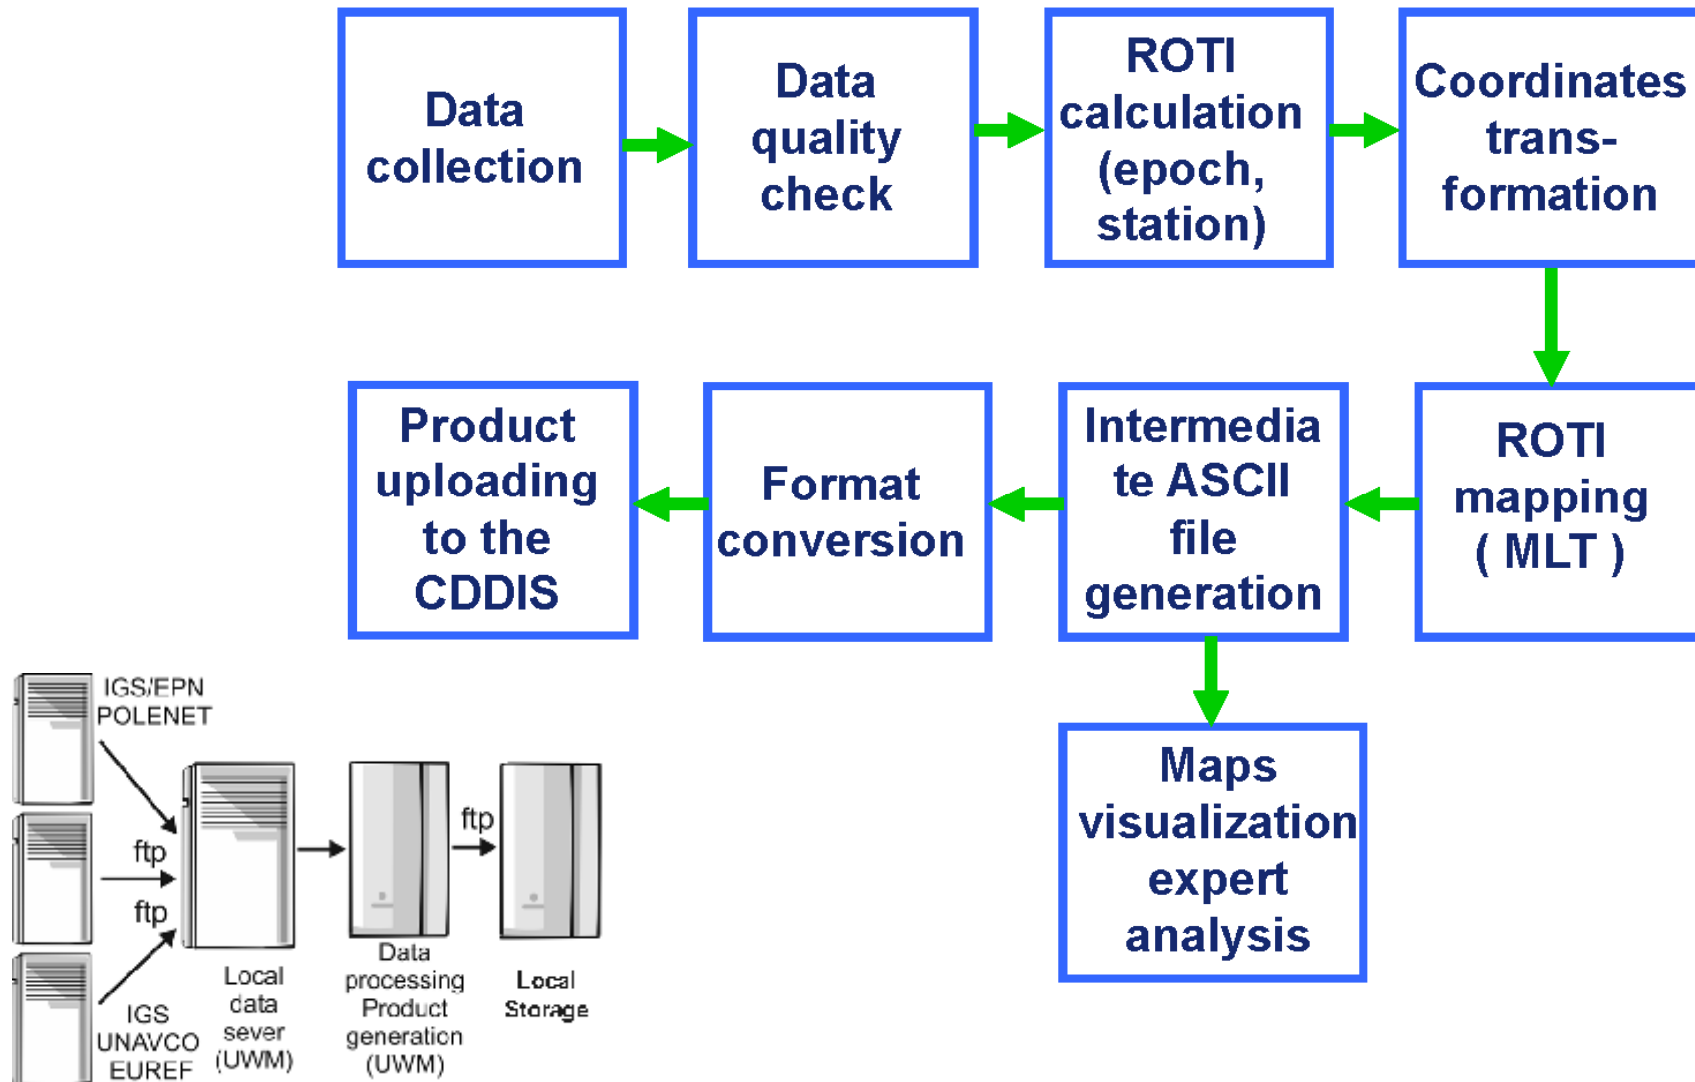 Data
collection
Data
quality
check
ROTI
calculation
(epoch,
station)
Coordinates
trans-
formation
Product
uploading
to the
CDDIS
Format
conversion
Intermedia
te ASCII
file
generation
ROTI
mapping
( MLT )
Maps
visualization
expert
analysis
IGS/EPN
POLENET
ftp
ftp
ftp
IGS
UNAVCO
EUREF
Local
data
sever
(UWM)
Data
processing
Product
generation
(UWM)
Local
Storage